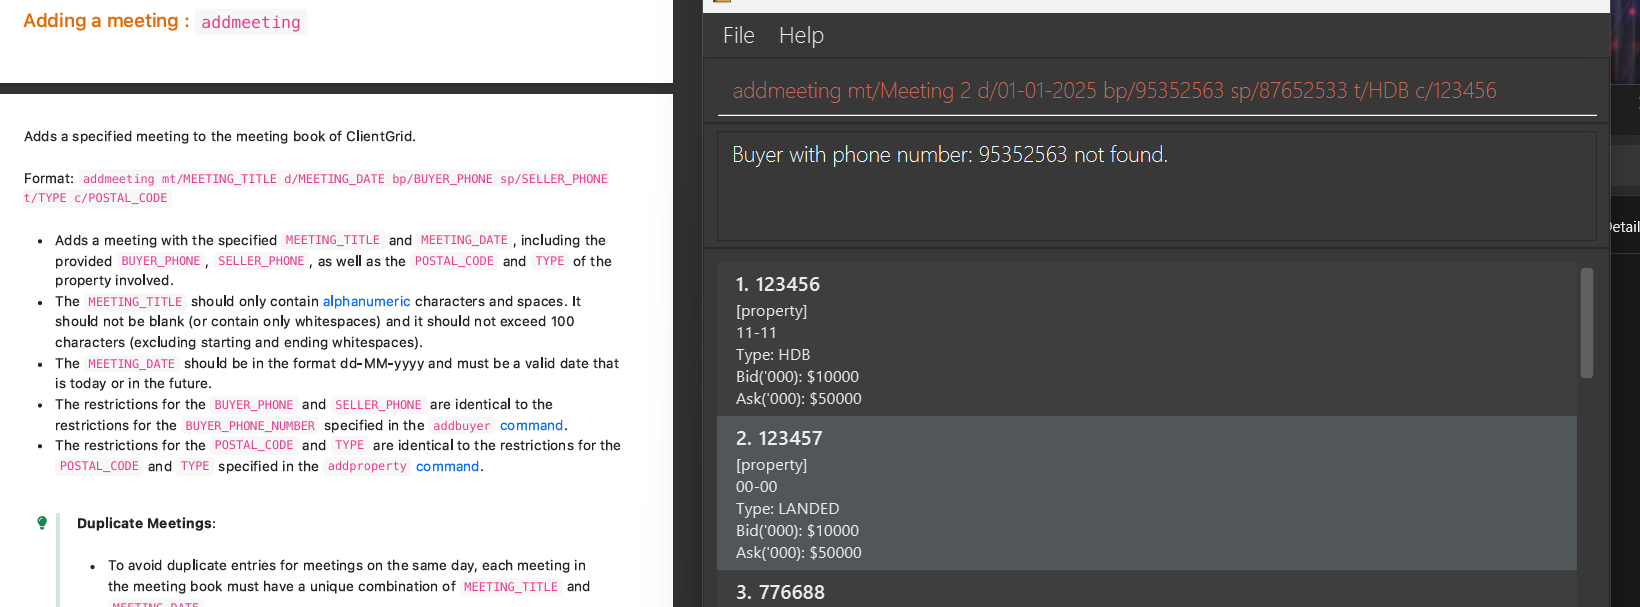 Adding a meeting : addmeeting
Adds a specified meeting to the meeting book of ClientGrid.
Format: addmeeting mt/MEETING_TITLE d/MEETING_DATE bp/BUYER_PHONE sp/SELLER_PHONE
t/TYPE c/POSTAL_CODE
• Adds a meeting with the specified MEETING_TITLE and MEETING_DATE , including the
provided BUYER_PHONE , SELLER_PHONE , as well as the POSTAL_CODE and TYPE of the
property involved.
• The MEETING_TITLE should only contain alphanumeric characters and spaces. It
should not be blank (or contain only whitespaces) and it should not exceed 100
characters (excluding starting and ending whitespaces).
• The MEETING_DATE should be in the format dd-MM-yyyy and must be a valid date that
is today or in the future.
• The restrictions for the BUYER_PHONE and SELLER_PHONE are identical to the
restrictions for the BUYER_PHONE_NUMBER specified in the addbuyer command.
• The restrictions for the POSTAL_CODE and TYPE are identical to the restrictions for the
POSTAL_CODE and TYPE specified in the addproperty command.
Duplicate Meetings:
• To avoid duplicate entries for meetings on the same day, each meeting in
the meeting book must have a unique combination of MEETING_TITLE and
MEETING_DATE
File Help
addmeeting mt/Meeting 2 d/01-01-2025 bp/95352563 sp/87652533 t/HDB c/123456
Buyer with phone number: 95352563 not found.
1. 123456
[property]
11-11
Type: HDB
Bid('000): $10000
Ask('000): $50000
2. 123457
[property]
00-00
Type: LANDED
Bid('000): $10000
Ask('000): $50000
3. 776688